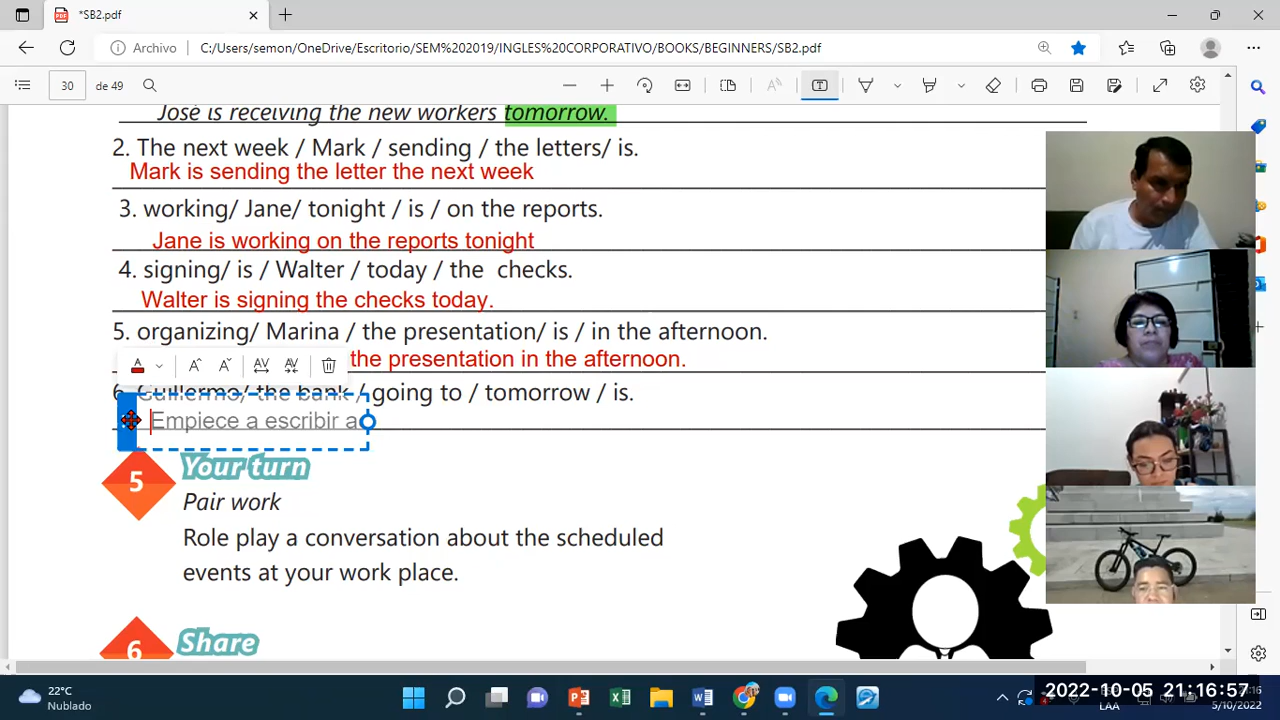 *SB2.pdf
Archivo
C:/Users/semon/OneDrive/Escritorio/SEM%202019/INGLES%20CORPORATIVO/BOOKS/BEGINNERS/SB2.pdf
30 de 49
José is receiving the new workers tomorrow.
2. The next week / Mark / sending / the letters/ is.
Mark is sending the letter the next week
3. working/ Jane/ tonight / is / on the reports.
Jane is working on the reports tonight
4. signing/ is / Walter / today / the checks.
Walter is signing the checks today.
5. organizing/ Marina / the presentation/ is / in the afternoon.
the presentation in the afternoon.
6. Guillermo/ the bank / going to / tomorrow / is.
Empiece a escribir a
5 Your turn
Pair work
Role play a conversation about the scheduled
events at your work place.
6 Share
22°C
Nublado
LAA
2022-10-05 21:16:57
5/10/2022